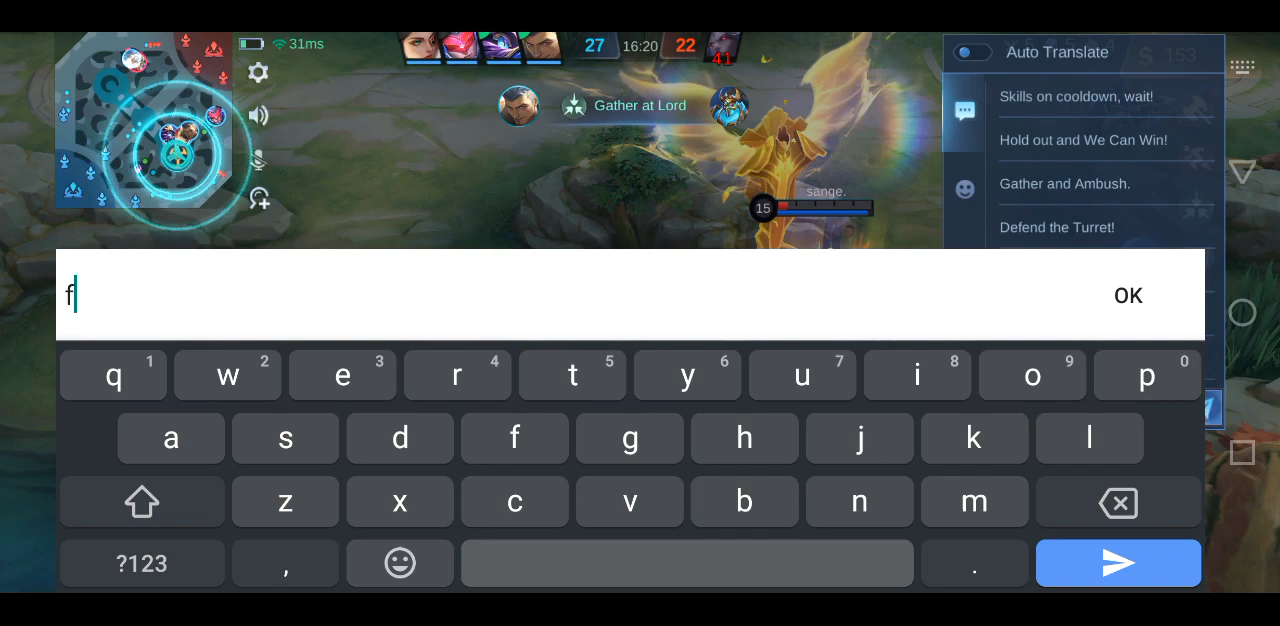 31ms
27 16:20 22
41
Gather at Lord
sange.
15
Auto Translate
153
Skills on cooldown, wait!
Hold out and We Can Win!
Gather and Ambush.
Defend the Turret!
f
OK
q 1 w 2 e 3 r 4 t 5 y 6 u 7 i 8 o 9 p 0
a s d f g h j k l
z x c v b n m
?123 , .